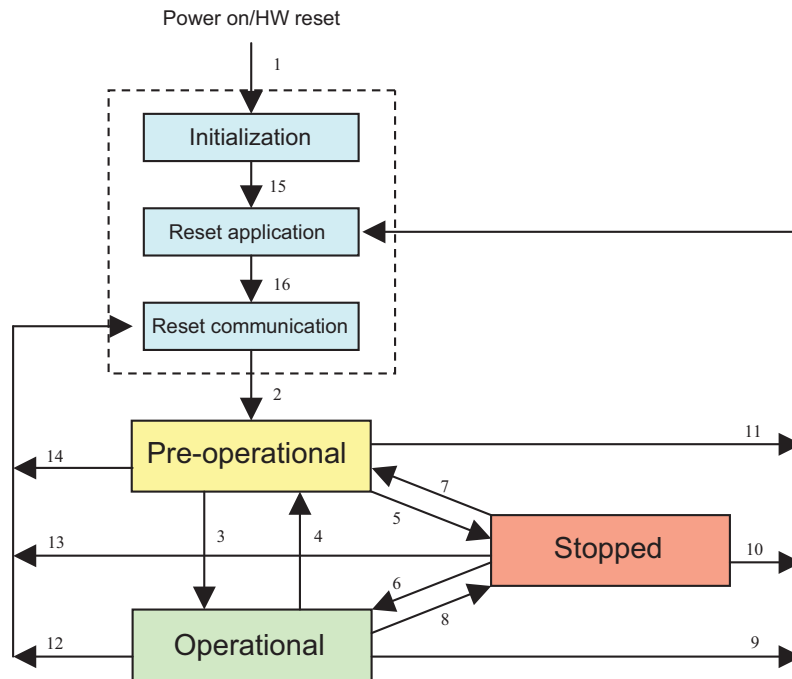 Power on/HW reset
1
Initialization
15
Reset application
16
Reset communication
2
Pre-operational
11
14
7
5
3
4
13
Stopped
10
6
8
Operational
12
9